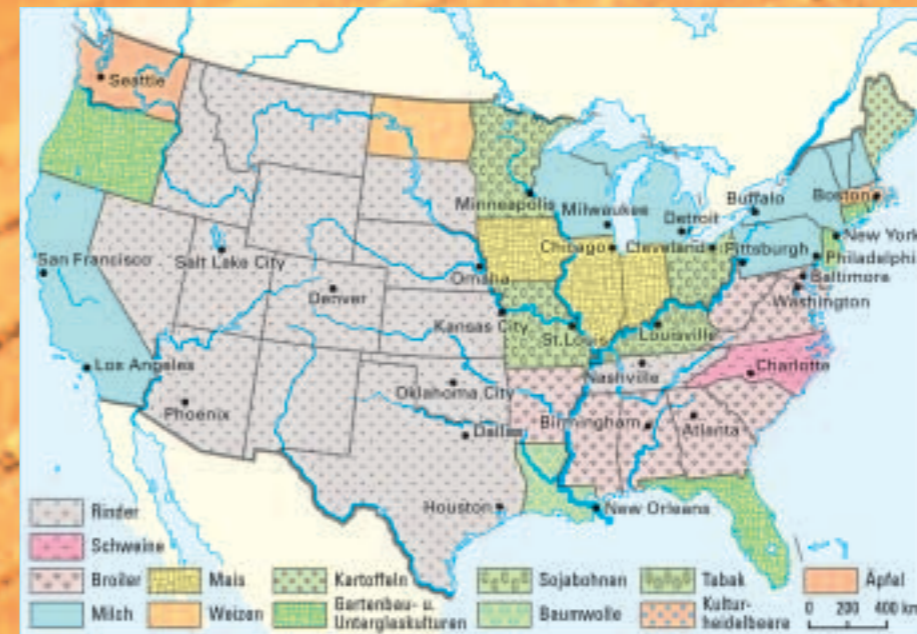 Seattle
Minneapolis
Milwaukee
Buffalo
Boston
Detroit
New York
San Francisco
Salt Lake City
Omaha
Chicago
Cleveland
Pittsburgh
Philadelphi
Baltimore
Denver
Washington
Kansas City
St. Louis
Louisville
Los Angeles
Nashville
Charlotte
Oklahoma City
Phoenix
Birmingham
Atlanta
Dallas
Houston
New Orleans
Rinder
Schweine
Broiler
Mais
Kartoffeln
Sojabohnen
Tabak
Äpfel
Milch
Weizen
Gartenbau- u.
Unterglaskulturen
Baumwolle
Kultur-
heidelbeere
0 200 400 km